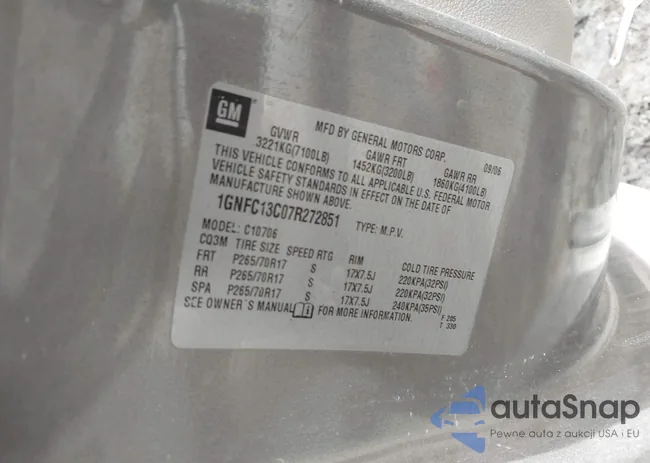 GM
MFD BY GENERAL MOTORS CORP. 09/06
GVWR GAWR FRT GAWR RR
3221KG(7100LB) 1452KG(3200LB) 1860KG(4100LB)
THIS VEHICLE CONFORMS TO ALL APPLICABLE U.S. FEDERAL MOTOR
VEHICLE SAFETY STANDARDS IN EFFECT ON THE DATE OF
MANUFACTURE SHOWN ABOVE.
1GNFC13C07R272851 TYPE: M.P.V.
MODEL: C10706
CQ3M TIRE SIZE SPEED RTG RIM COLD TIRE PRESSURE
FRT P265/70R17 S 17X7.5J 220KPA(32PSI)
RR P265/70R17 S 17X7.5J 220KPA(32PSI)
SPA P265/70R17 S 17X7.5J 240KPA(35PSI)
SEE OWNER'S MANUAL FOR MORE INFORMATION. F 205
T 330
autaSnap
Pewne auta z aukcji USA i EU